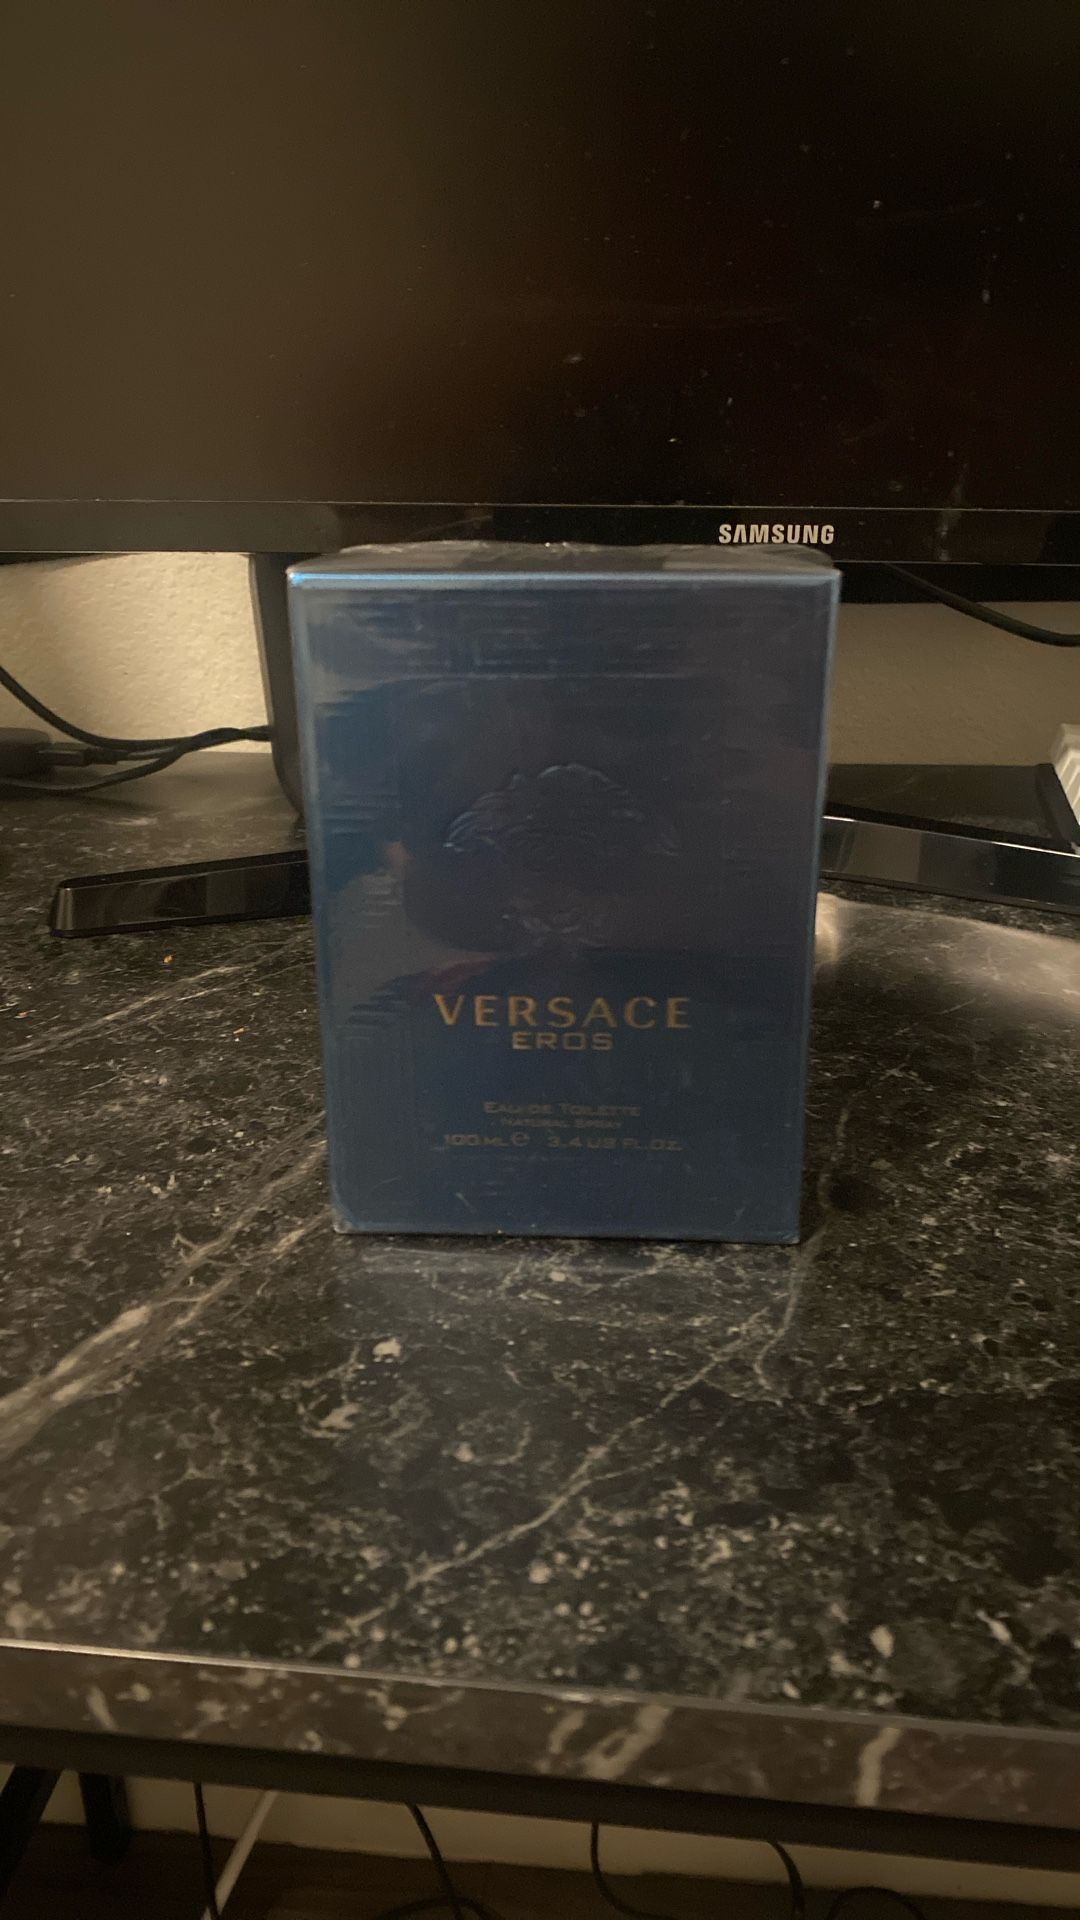 SAMSUNG
VERSACE
EROS
EAU DE TOILETTE
NATURAL SPRAY
100 ML ℮ 3.4 US FL.OZ.